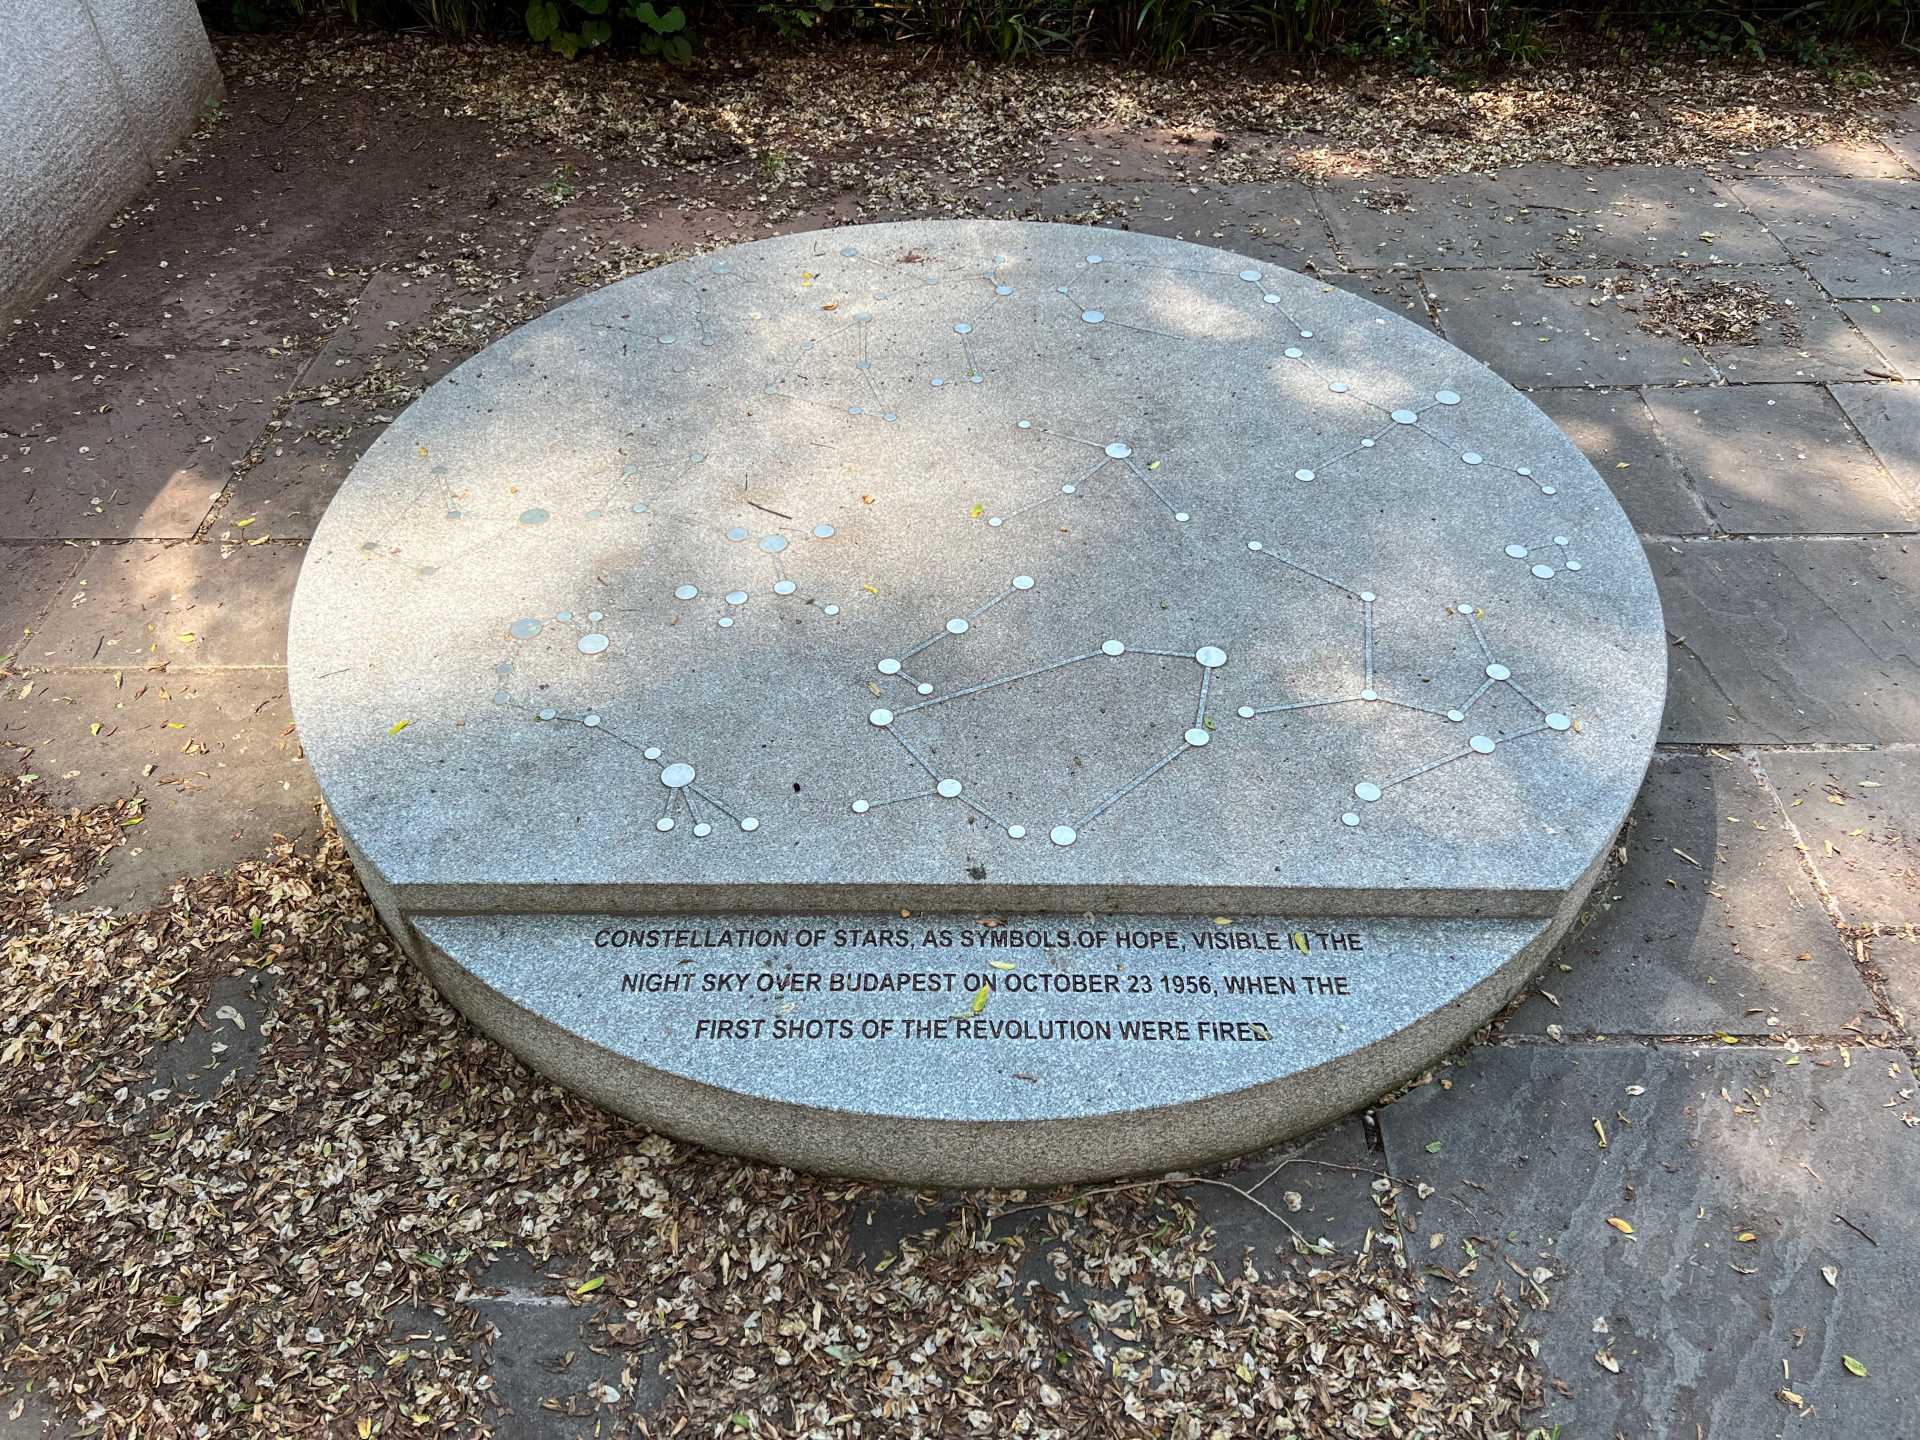 CONSTELLATION OF STARS, AS SYMBOLS OF HOPE, VISIBLE IN THE
NIGHT SKY OVER BUDAPEST ON OCTOBER 23 1956, WHEN THE
FIRST SHOTS OF THE REVOLUTION WERE FIRED